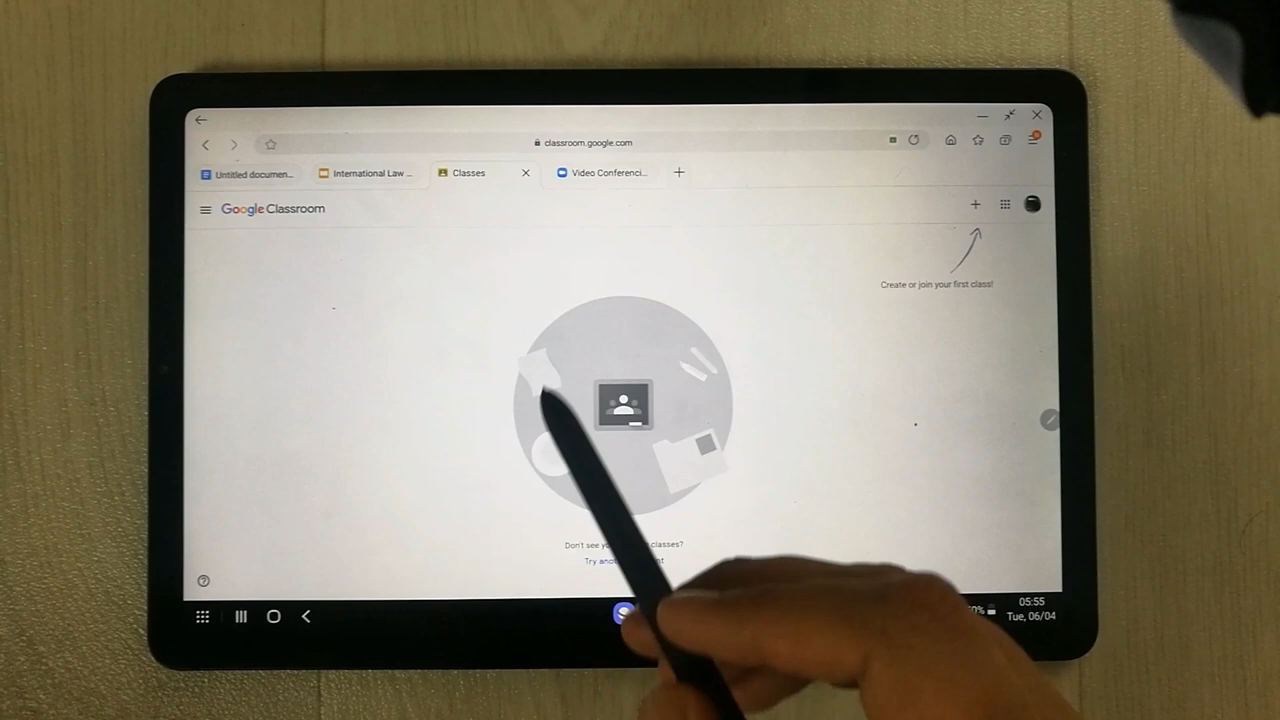 classroom.google.com
Untitled documen...
International Law ...
Classes
Video Conferenci...
Google Classroom
Create or join your first class!
Don't see classes?
Try
05:55
Tue, 06/04